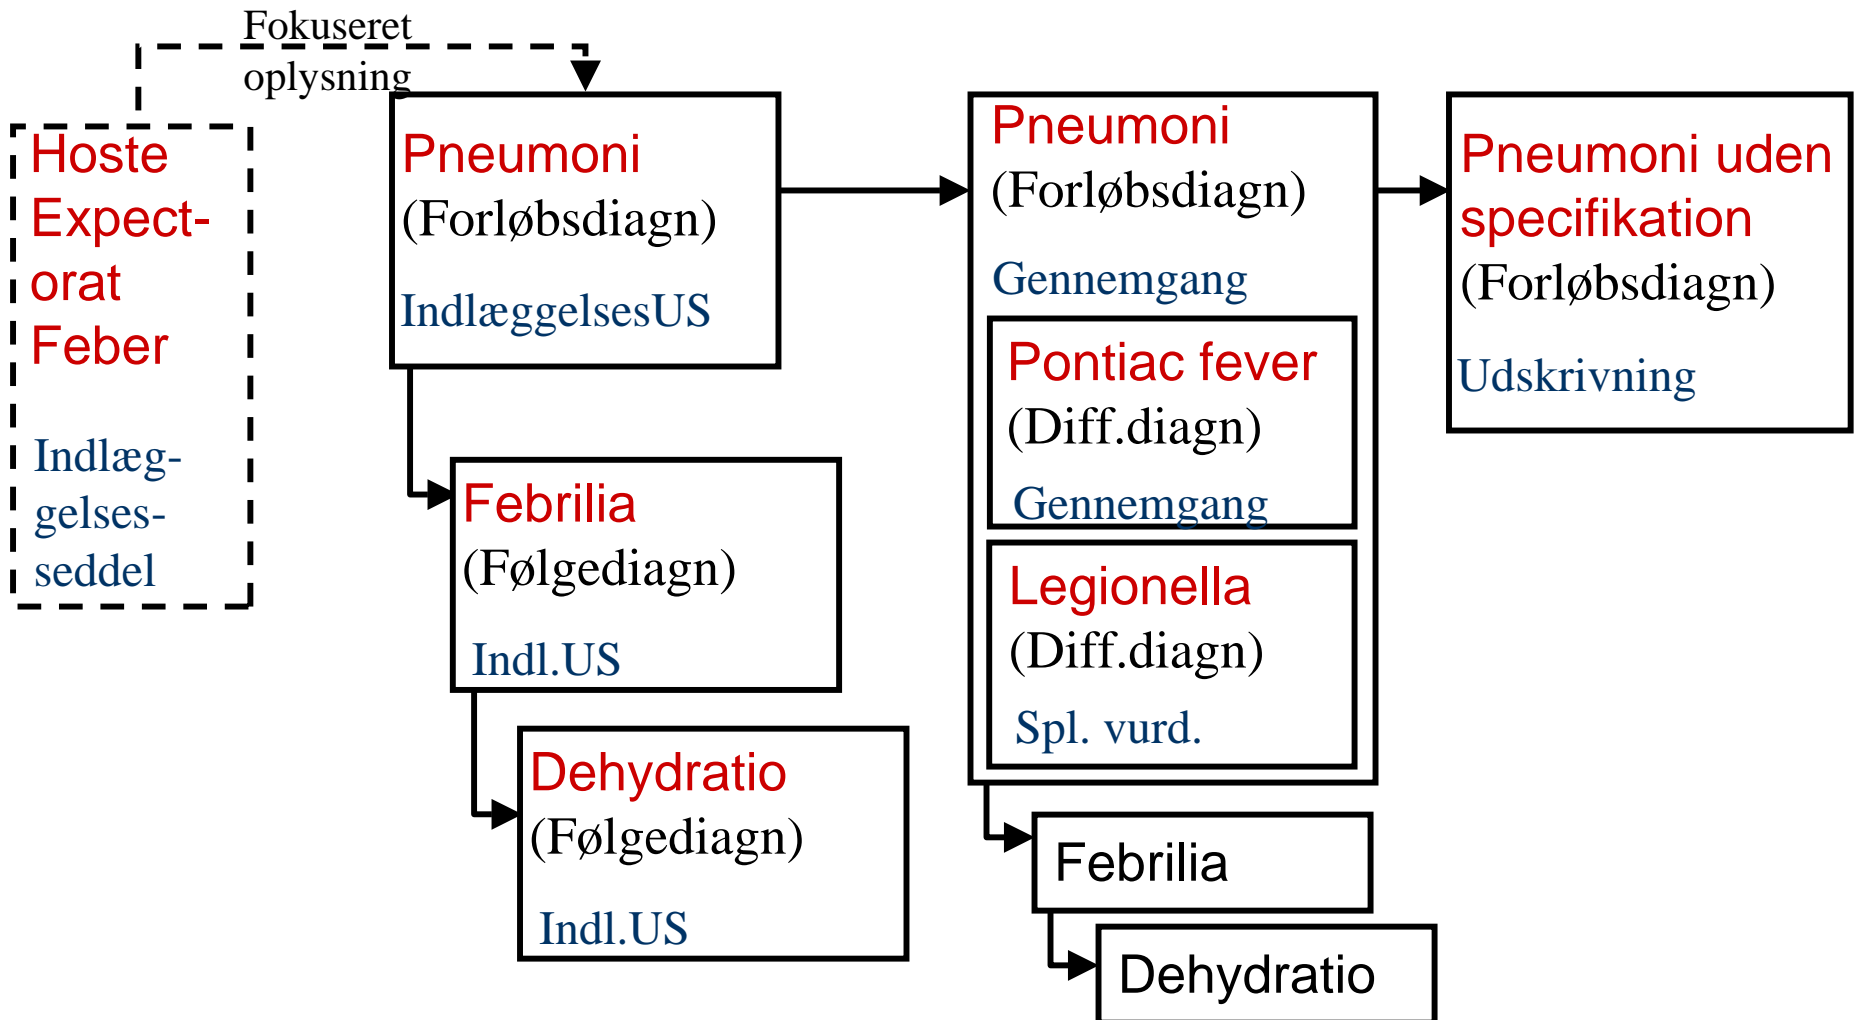 Fokuseret
oplysning
Hoste
Expect-
orat
Feber
Indlæg-
gelses-
seddel
Pneumoni
(Forløbsdiagn)
IndlæggelsesUS
Febrilia
(Følgediagn)
Indl.US
Dehydratio
(Følgediagn)
Indl.US
Pneumoni
(Forløbsdiagn)
Gennemgang
Pontiac fever
(Diff.diagn)
Gennemgang
Legionella
(Diff.diagn)
Spl. vurd.
Febrilia
Dehydratio
Pneumoni uden
specifikation
(Forløbsdiagn)
Udskrivning